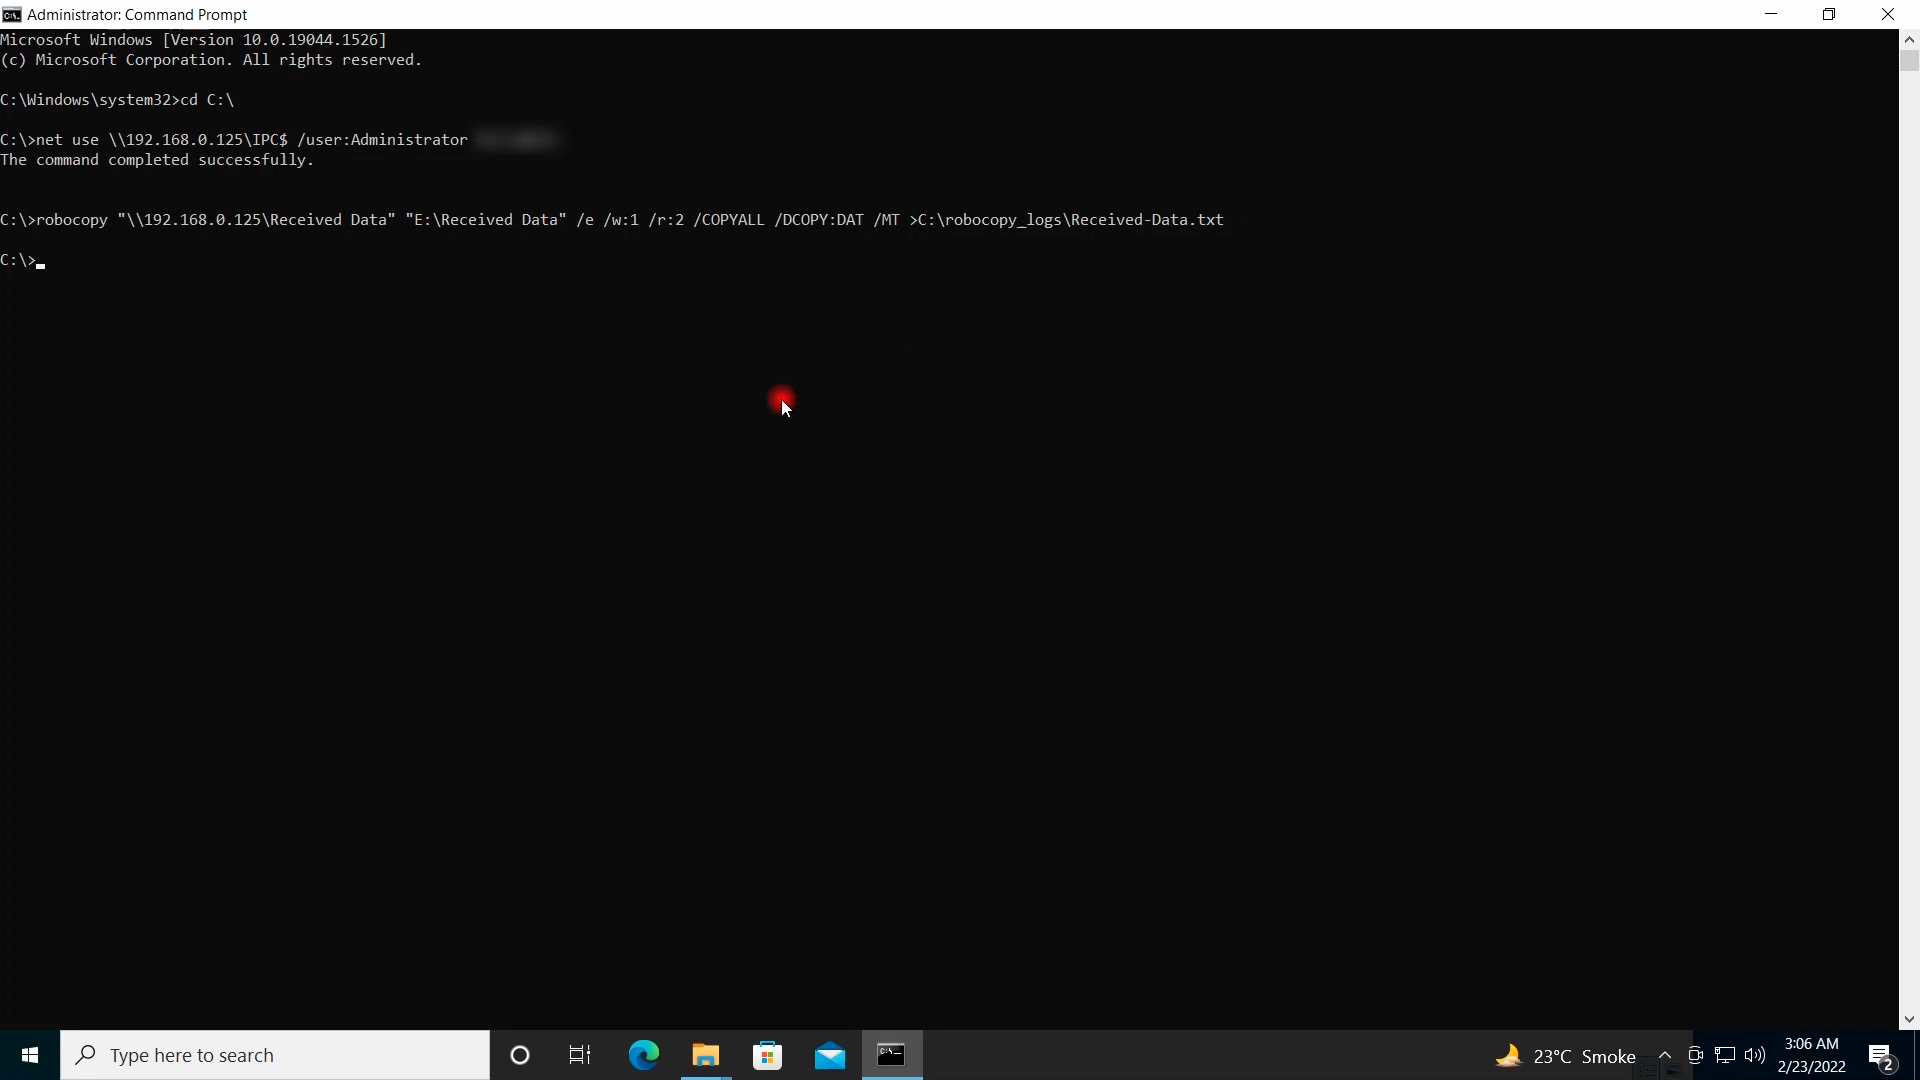 Administrator: Command Prompt
Microsoft Windows [Version 10.0.19044.1526]
(c) Microsoft Corporation. All rights reserved.
C:\Windows\system32>cd C:\
C:\>net use \\192.168.0.125\IPC$ /user:Administrator
The command completed successfully.
C:\>robocopy "\\192.168.0.125\Received Data" "E:\Received Data" /e /w:1 /r:2 /COPYALL /DCOPY:DAT /MT >C:\robocopy_logs\Received-Data.txt
C:\>
Type here to search
23°C Smoke
3:06 AM
2/23/2022
2